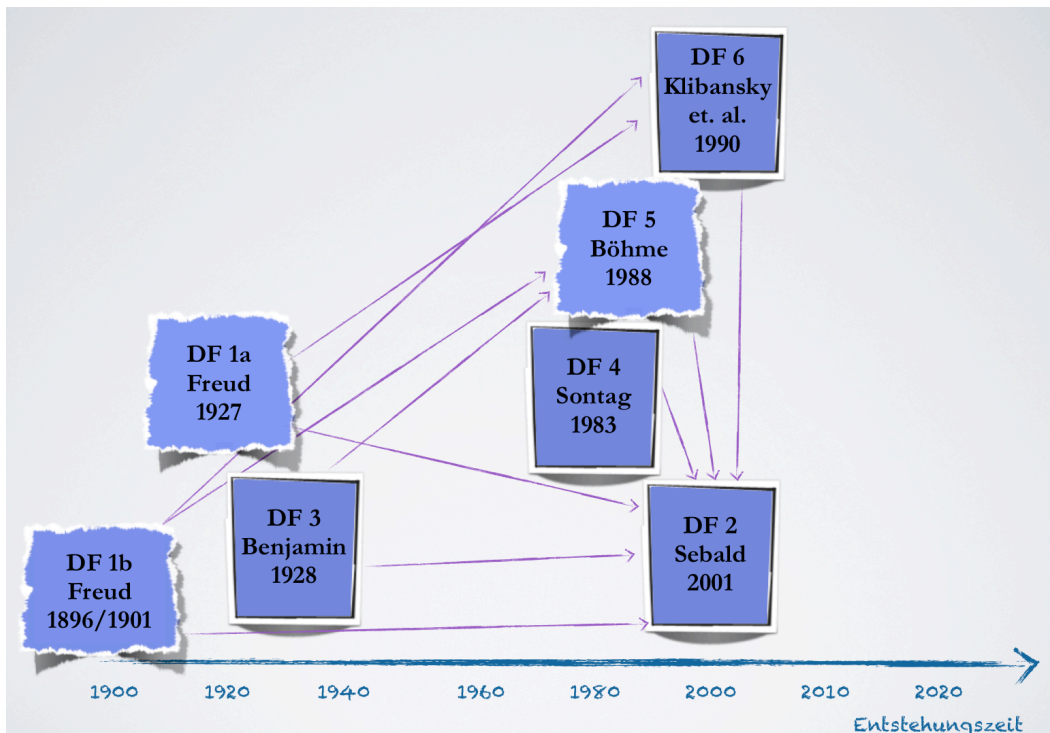 DF 6
Klibansky
et. al.
1990
DF 5
Böhme
1988
DF 1a
Freud
1927
DF 4
Sontag
1983
DF 3
Benjamin
1928
DF 2
Sebald
2001
DF 1b
Freud
1896/1901
1900 1920 1940 1960 1980 2000 2010 2020
Entstehungszeit